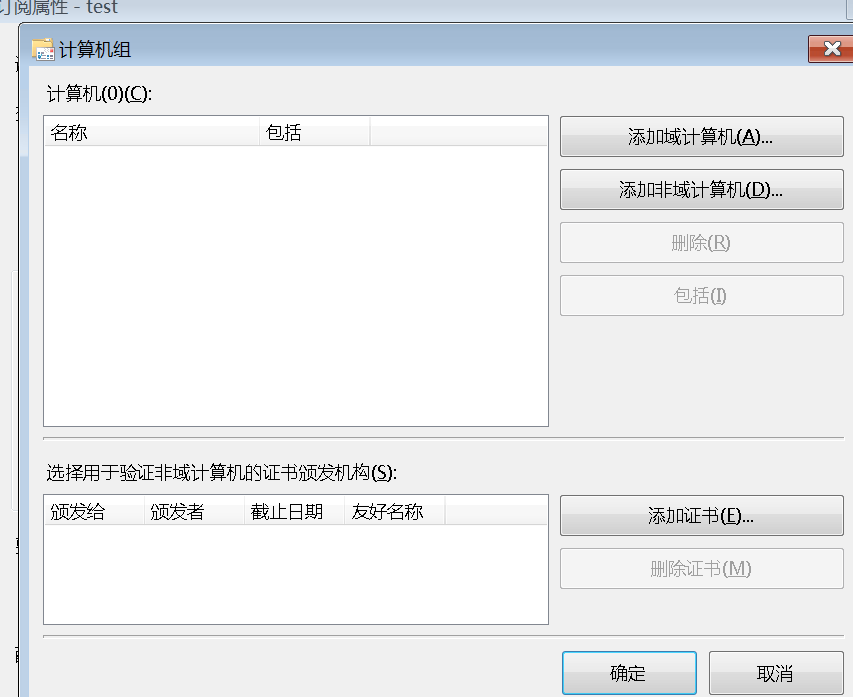 订阅属性 - test
计算机组
计算机(0)(C):
名称 包括
添加域计算机(A)...
添加非域计算机(D)...
删除(R)
包括(I)
选择用于验证非域计算机的证书颁发机构(S):
颁发给 颁发者 截止日期 友好名称
添加证书(E)...
删除证书(M)
确定 取消